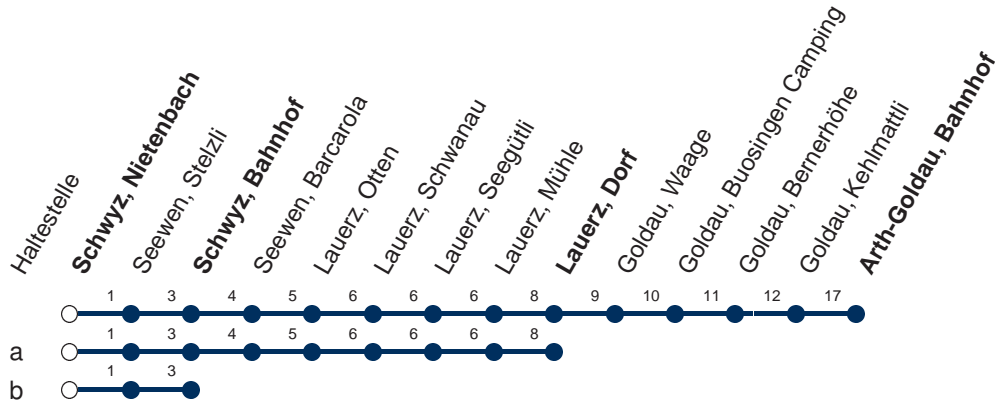 Haltestelle
Schwyz, Nietenbach
Seewen, Stelzli
Schwyz, Bahnhof
Seewen, Barcarola
Lauerz, Otten
Lauerz, Schwanau
Lauerz, Seegütli
Lauerz, Mühle
Lauerz, Dorf
Goldau, Waage
Goldau, Buosingen Camping
Goldau, Bernerhöhe
Goldau, Kehlmattli
Arth-Goldau, Bahnhof
1 3 4 5 6 6 6 8 9 10 11 12 17
a 1 3 4 5 6 6 6 8
b 1 3